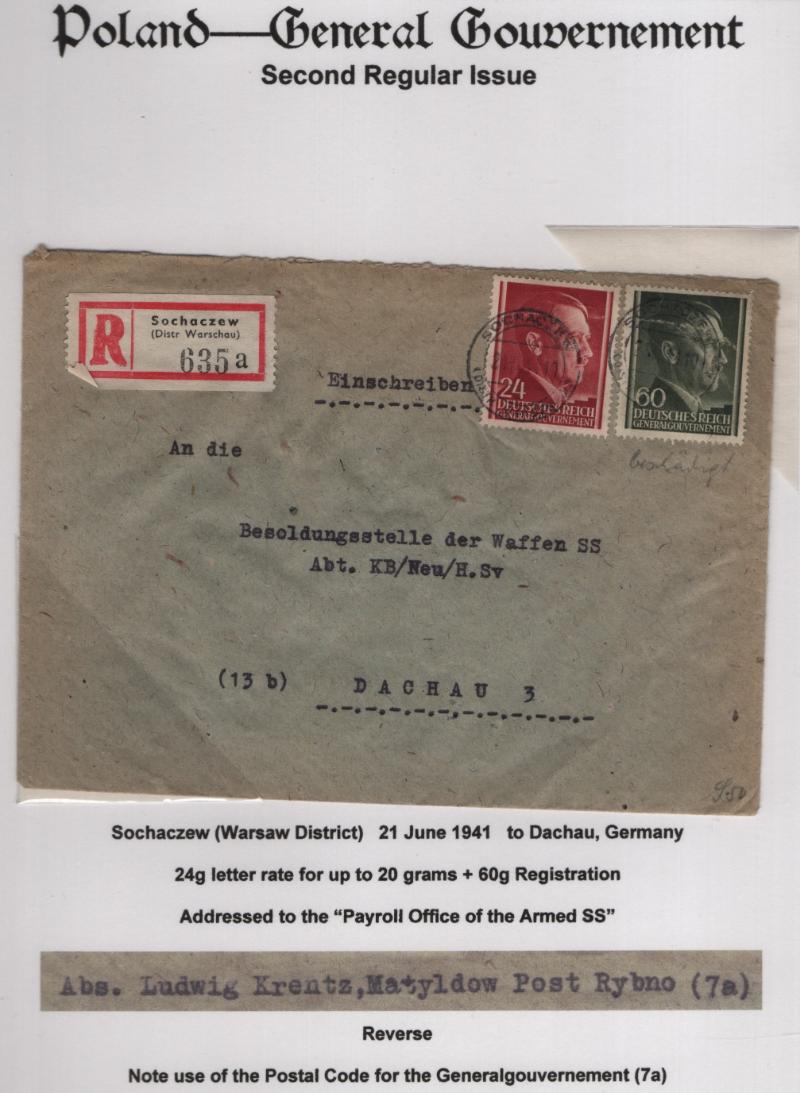 Poland—General Gouvernement
Second Regular Issue
R
Sochaczew
(Distr Warschau)
635 a
Einschreiben
24
DEUTSCHES REICH
GENERALGOUVERNEMENT
60
DEUTSCHES REICH
GENERALGOUVERNEMENT
SOCHACZEW
SOCHACZEW
beschädigt
An die
Besoldungsstelle der Waffen SS
Abt. KB/Neu/H.Sv
(13 b) DACHAU 3
Sochaczew (Warsaw District) 21 June 1941 to Dachau, Germany
24g letter rate for up to 20 grams + 60g Registration
Addressed to the “Payroll Office of the Armed SS”
Abs. Ludwig Krentz,Matyldow Post Rybno (7a)
Reverse
Note use of the Postal Code for the Generalgouvernement (7a)